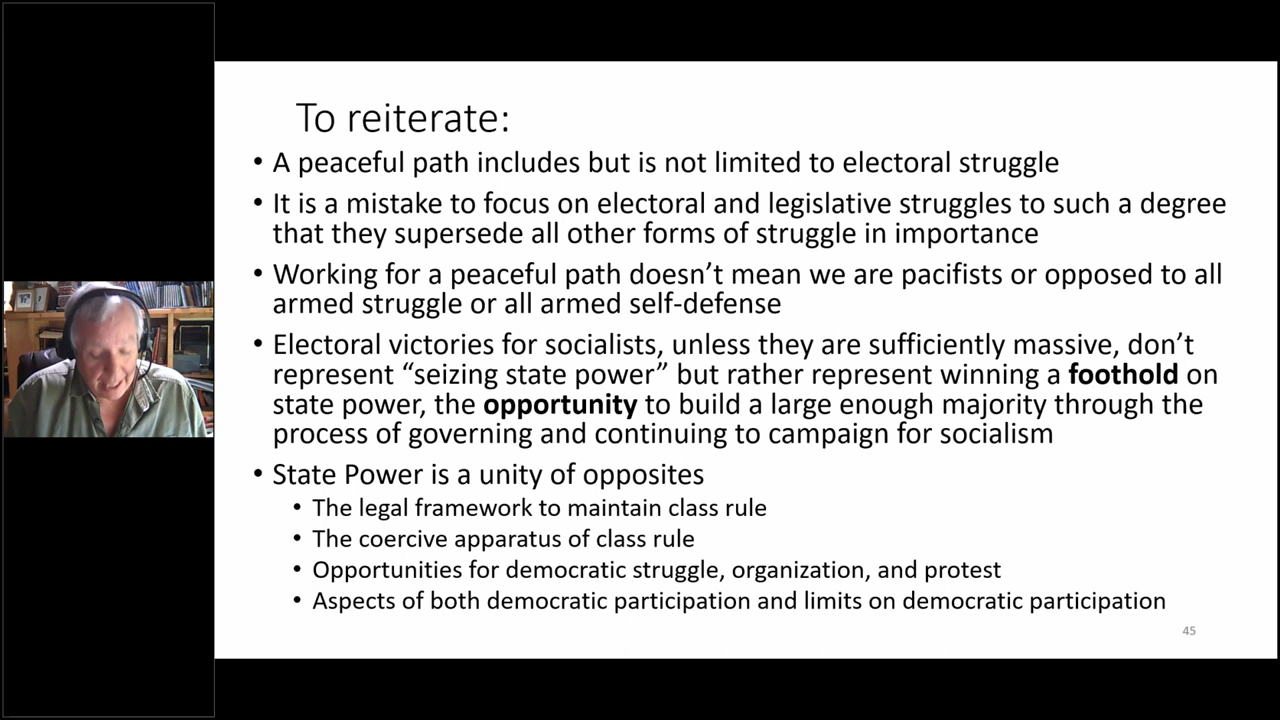 To reiterate:
• A peaceful path includes but is not limited to electoral struggle
• It is a mistake to focus on electoral and legislative struggles to such a degree
that they supersede all other forms of struggle in importance
• Working for a peaceful path doesn’t mean we are pacifists or opposed to all
armed struggle or all armed self-defense
• Electoral victories for socialists, unless they are sufficiently massive, don’t
represent “seizing state power” but rather represent winning a foothold on
state power, the opportunity to build a large enough majority through the
process of governing and continuing to campaign for socialism
• State Power is a unity of opposites
• The legal framework to maintain class rule
• The coercive apparatus of class rule
• Opportunities for democratic struggle, organization, and protest
• Aspects of both democratic participation and limits on democratic participation
45